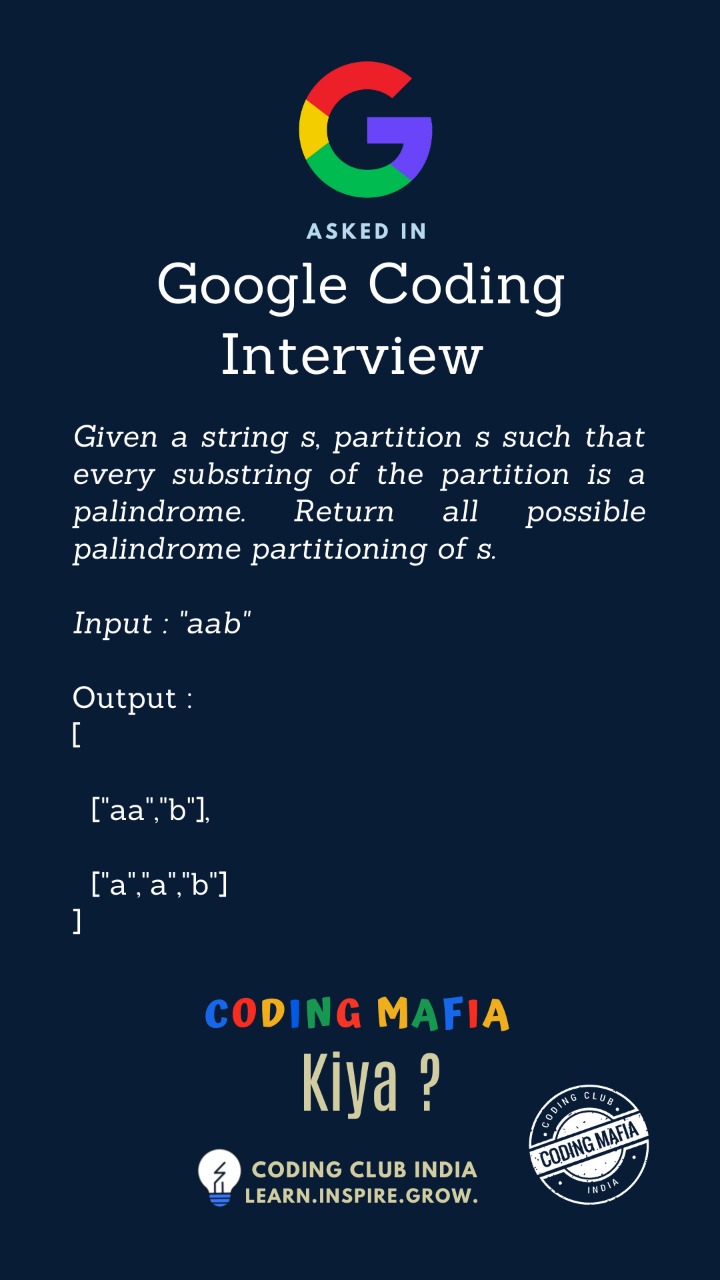 ASKED IN
Google Coding
Interview
Given a string s, partition s such that
every substring of the partition is a
palindrome. Return all possible
palindrome partitioning of s.
Input : "aab"
Output :
[
["aa","b"],
["a","a","b"]
]
CODING MAFIA
Kiya ?
CODING CLUB
CODING MAFIA
INDIA
CODING CLUB INDIA
LEARN.INSPIRE.GROW.